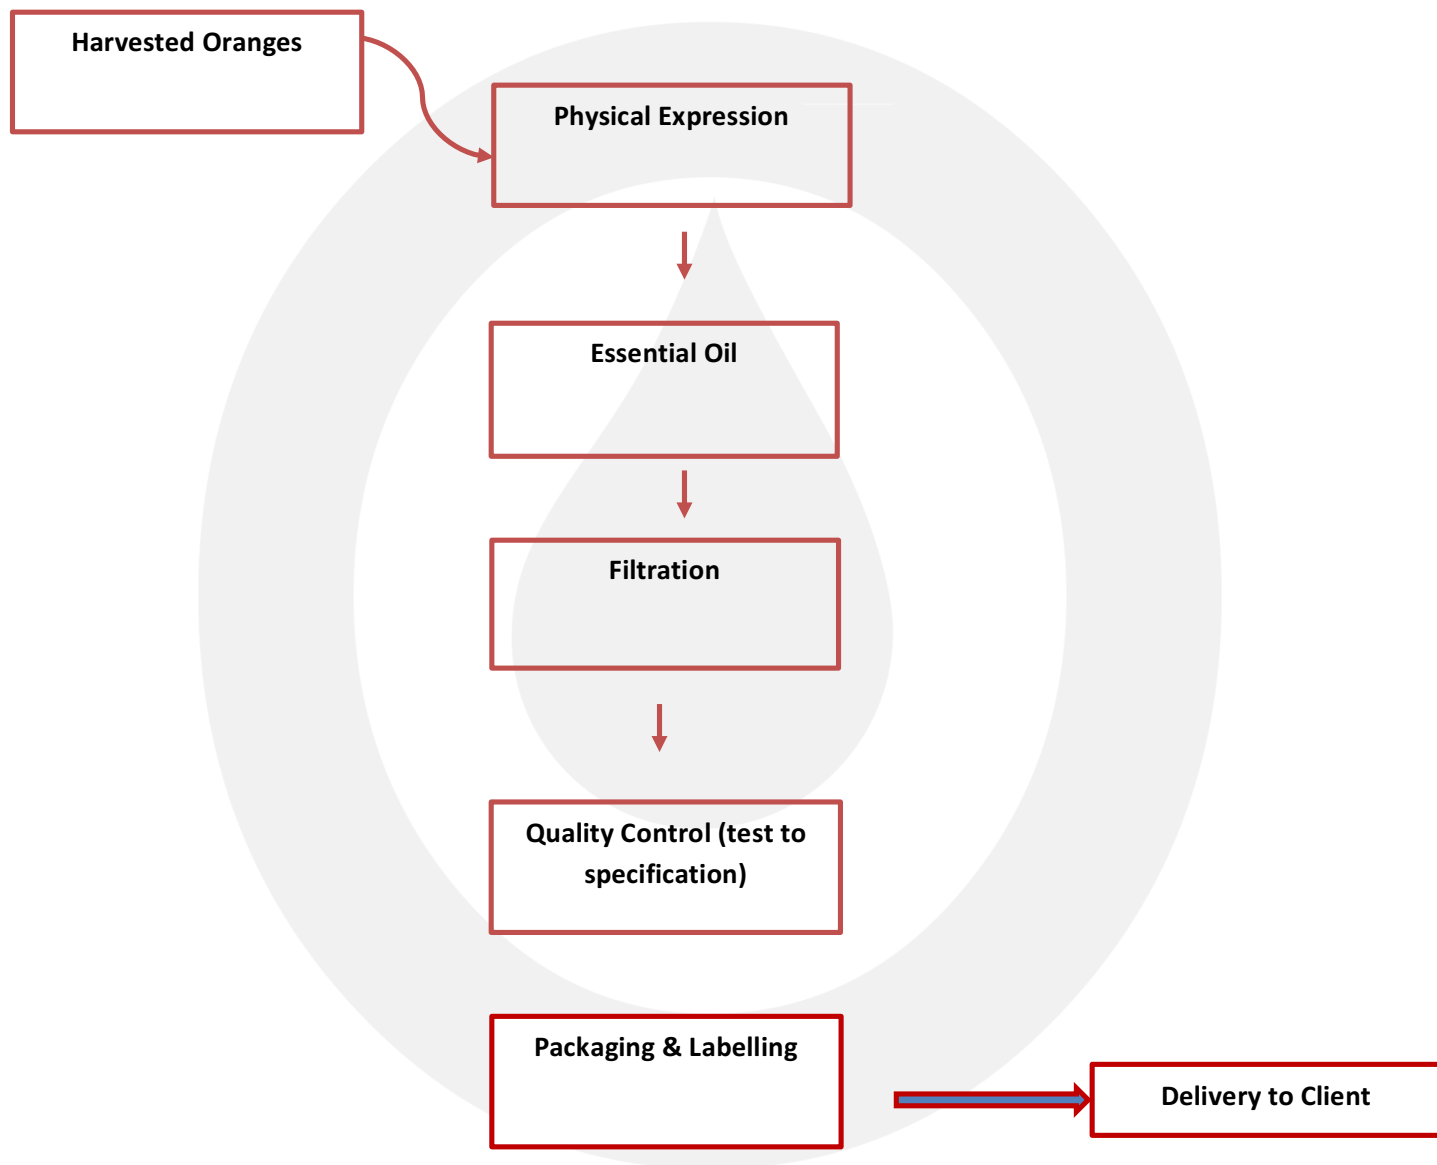 Harvested Oranges
Physical Expression
Essential Oil
Filtration
Quality Control (test to
specification)
Packaging & Labelling
Delivery to Client